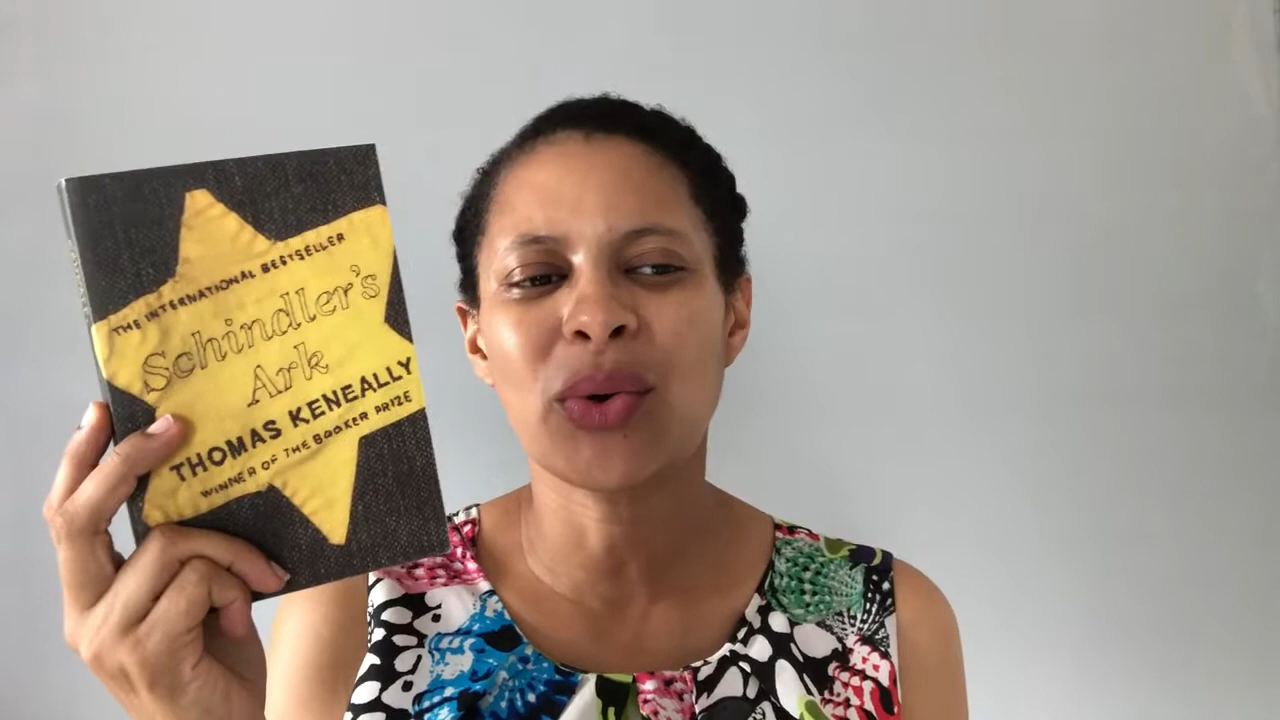 THE INTERNATIONAL BESTSELLER
Schindler's
Ark
THOMAS KENEALLY
WINNER OF THE BOOKER PRIZE